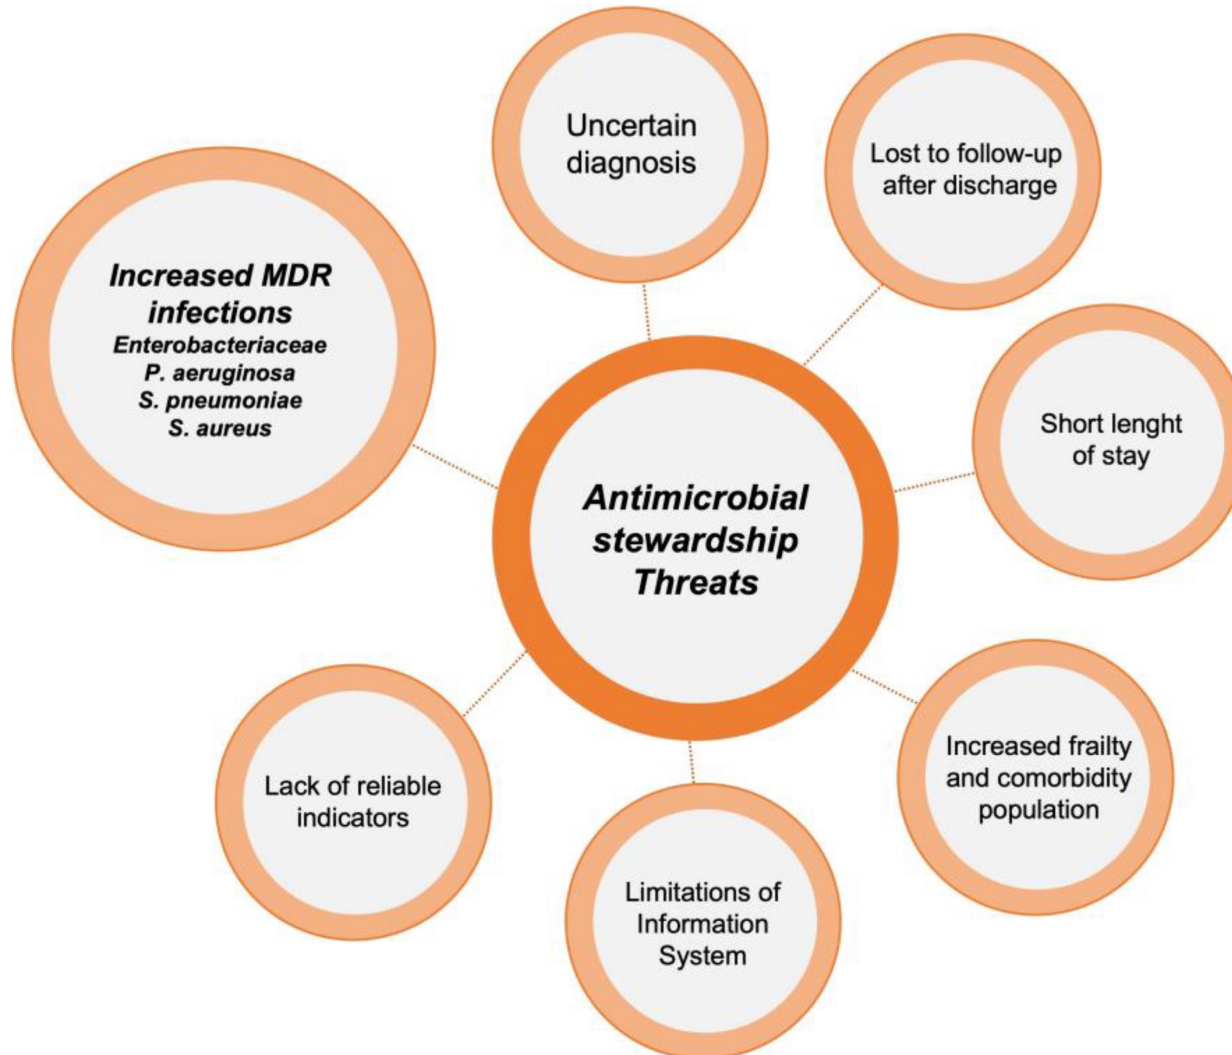 Uncertain
diagnosis
Lost to follow-up
after discharge
Increased MDR
infections
Enterobacteriaceae
P. aeruginosa
S. pneumoniae
S. aureus
Short lenght
of stay
Antimicrobial
stewardship
Threats
Increased frailty
and comorbidity
population
Lack of reliable
indicators
Limitations of
Information
System